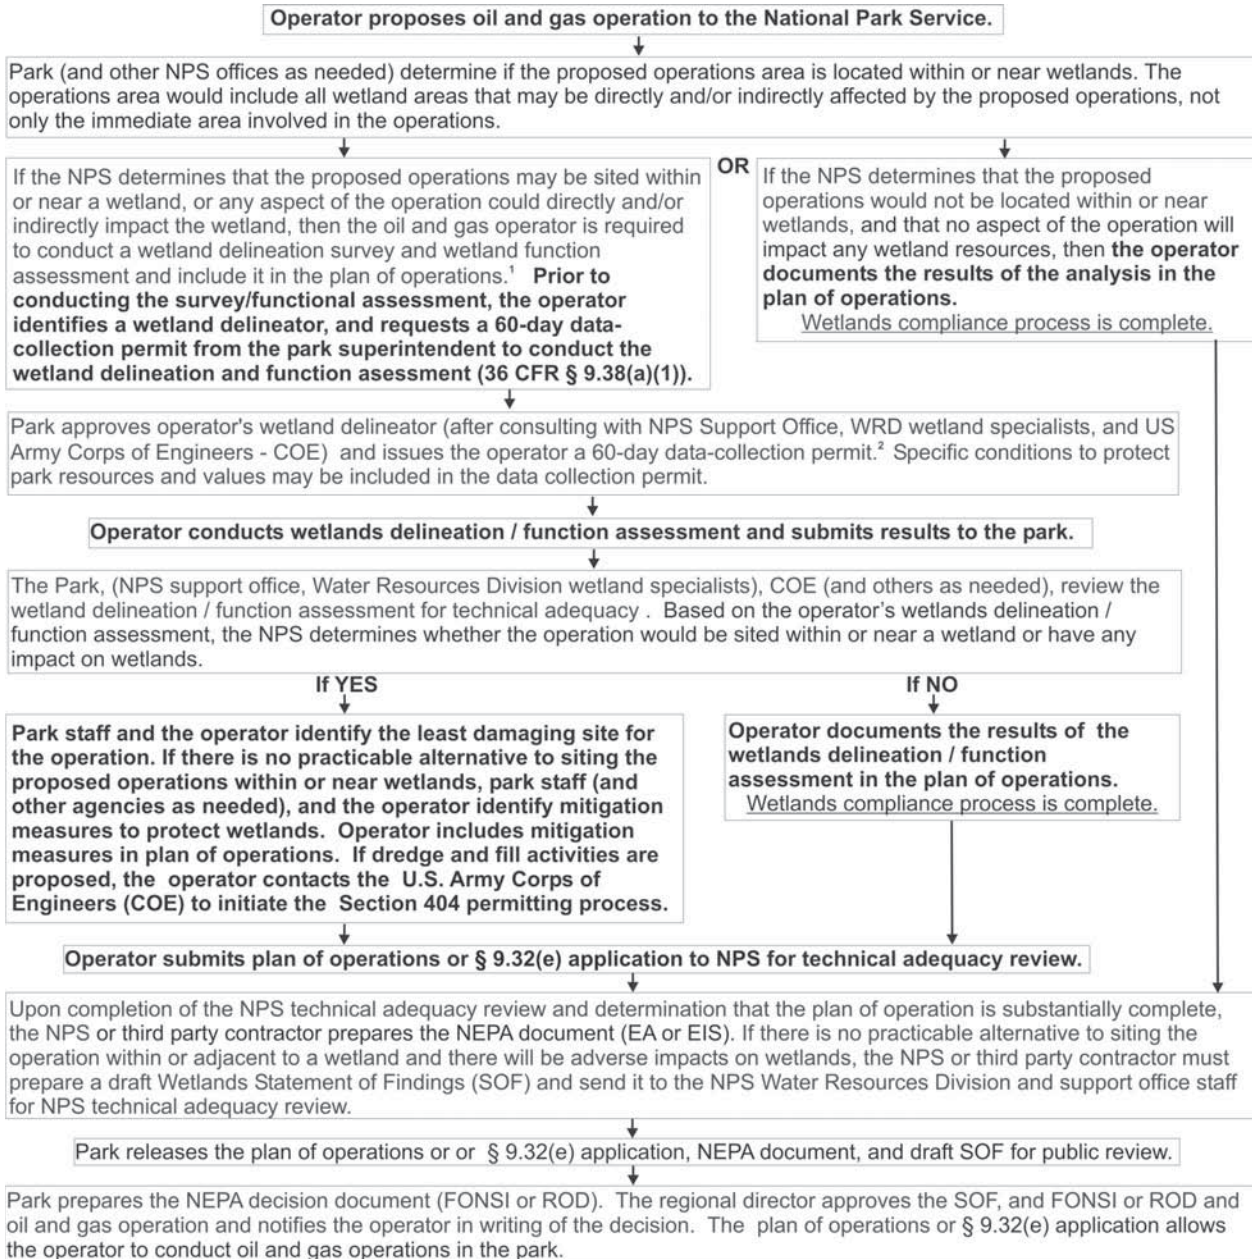 Operator proposes oil and gas operation to the National Park Service.
Park (and other NPS offices as needed) determine if the proposed operations area is located within or near wetlands. The
operations area would include all wetland areas that may be directly and/or indirectly affected by the proposed operations, not
only the immediate area involved in the operations.
If the NPS determines that the proposed operations may be sited within
or near a wetland, or any aspect of the operation could directly and/or
indirectly impact the wetland, then the oil and gas operator is required
to conduct a wetland delineation survey and wetland function
assessment and include it in the plan of operations.¹ Prior to
conducting the survey/functional assessment, the operator
identifies a wetland delineator, and requests a 60-day data-
collection permit from the park superintendent to conduct the
wetland delineation and function asessment (36 CFR § 9.38(a)(1)).
OR
If the NPS determines that the proposed
operations would not be located within or near
wetlands, and that no aspect of the operation will
impact any wetland resources, then the operator
documents the results of the analysis in the
plan of operations.
Wetlands compliance process is complete.
Park approves operator's wetland delineator (after consulting with NPS Support Office, WRD wetland specialists, and US
Army Corps of Engineers - COE) and issues the operator a 60-day data-collection permit.² Specific conditions to protect
park resources and values may be included in the data collection permit.
Operator conducts wetlands delineation / function assessment and submits results to the park.
The Park, (NPS support office, Water Resources Division wetland specialists), COE (and others as needed), review the
wetland delineation / function assessment for technical adequacy . Based on the operator's wetlands delineation /
function assessment, the NPS determines whether the operation would be sited within or near a wetland or have any
impact on wetlands.
If YES
Park staff and the operator identify the least damaging site for
the operation. If there is no practicable alternative to siting the
proposed operations within or near wetlands, park staff (and
other agencies as needed), and the operator identify mitigation
measures to protect wetlands. Operator includes mitigation
measures in plan of operations. If dredge and fill activities are
proposed, the operator contacts the U.S. Army Corps of
Engineers (COE) to initiate the Section 404 permitting process.
If NO
Operator documents the results of the
wetlands delineation / function
assessment in the plan of operations.
Wetlands compliance process is complete.
Operator submits plan of operations or § 9.32(e) application to NPS for technical adequacy review.
Upon completion of the NPS technical adequacy review and determination that the plan of operation is substantially complete,
the NPS or third party contractor prepares the NEPA document (EA or EIS). If there is no practicable alternative to siting the
operation within or adjacent to a wetland and there will be adverse impacts on wetlands, the NPS or third party contractor must
prepare a draft Wetlands Statement of Findings (SOF) and send it to the NPS Water Resources Division and support office staff
for NPS technical adequacy review.
Park releases the plan of operations or or § 9.32(e) application, NEPA document, and draft SOF for public review.
Park prepares the NEPA decision document (FONSI or ROD). The regional director approves the SOF, and FONSI or ROD and
oil and gas operation and notifies the operator in writing of the decision. The plan of operations or § 9.32(e) application allows
the operator to conduct oil and gas operations in the park.